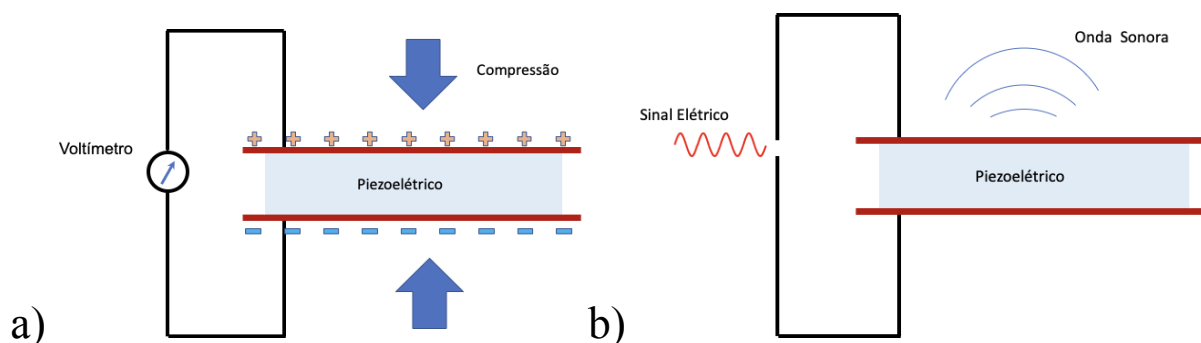 Compressão
Voltímetro
Piezoelétrico
a)
Onda Sonora
Sinal Elétrico
Piezoelétrico
b)